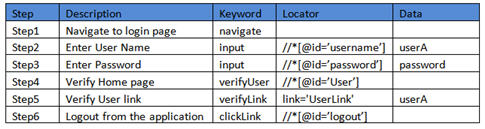 Step Description Keyword Locator Data
Step1 Navigate to login page navigate
Step2 Enter User Name input //*[@id=’username’] userA
Step3 Enter Password input //*[@id=’password’] password
Step4 Verify Home page verifyUser //*[@id=’User’]
Step5 Verify User link verifyLink link='UserLink' userA
Step6 Logout from the application clickLink //*[@id=’logout’]